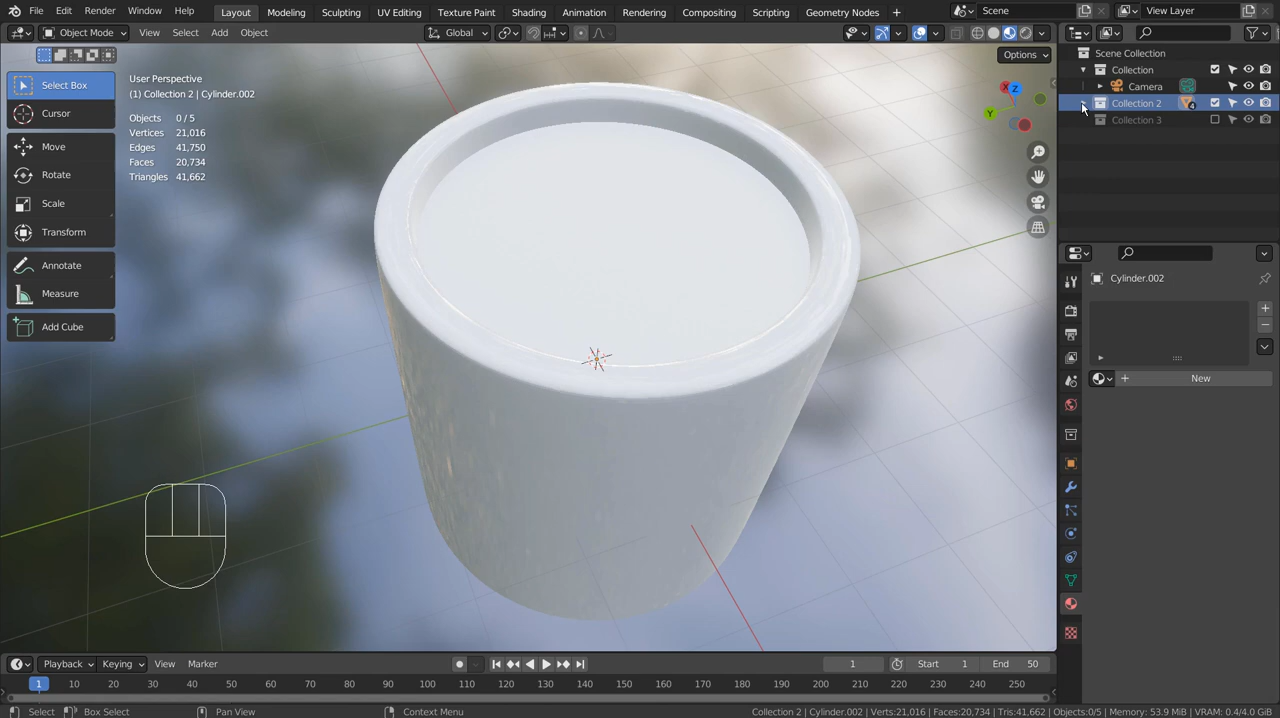 File Edit Render Window Help Layout Modeling Sculpting UV Editing Texture Paint Shading Animation Rendering Compositing Scripting Geometry Nodes + Scene View Layer
Object Mode View Select Add Object Global
Options
Select Box
Cursor
Move
Rotate
Scale
Transform
Annotate
Measure
Add Cube
User Perspective
(1) Collection 2 | Cylinder.002
Objects 0 / 5
Vertices 21,016
Edges 41,750
Faces 20,734
Triangles 41,662
X
Y
Z
Scene Collection
Collection
Camera
Collection 2 4
Collection 3
Cylinder.002
New
Playback Keying View Marker 1 Start 1 End 50
1 10 20 30 40 50 60 70 80 90 100 110 120 130 140 150 160 170 180 190 200 210 220 230 240 250
Select Box Select Pan View Context Menu Collection 2 | Cylinder.002 | Verts:21,016 | Faces:20,734 | Tris:41,662 | Objects:0/5 | Memory: 53.9 MiB | VRAM: 0.4/4.0 GiB